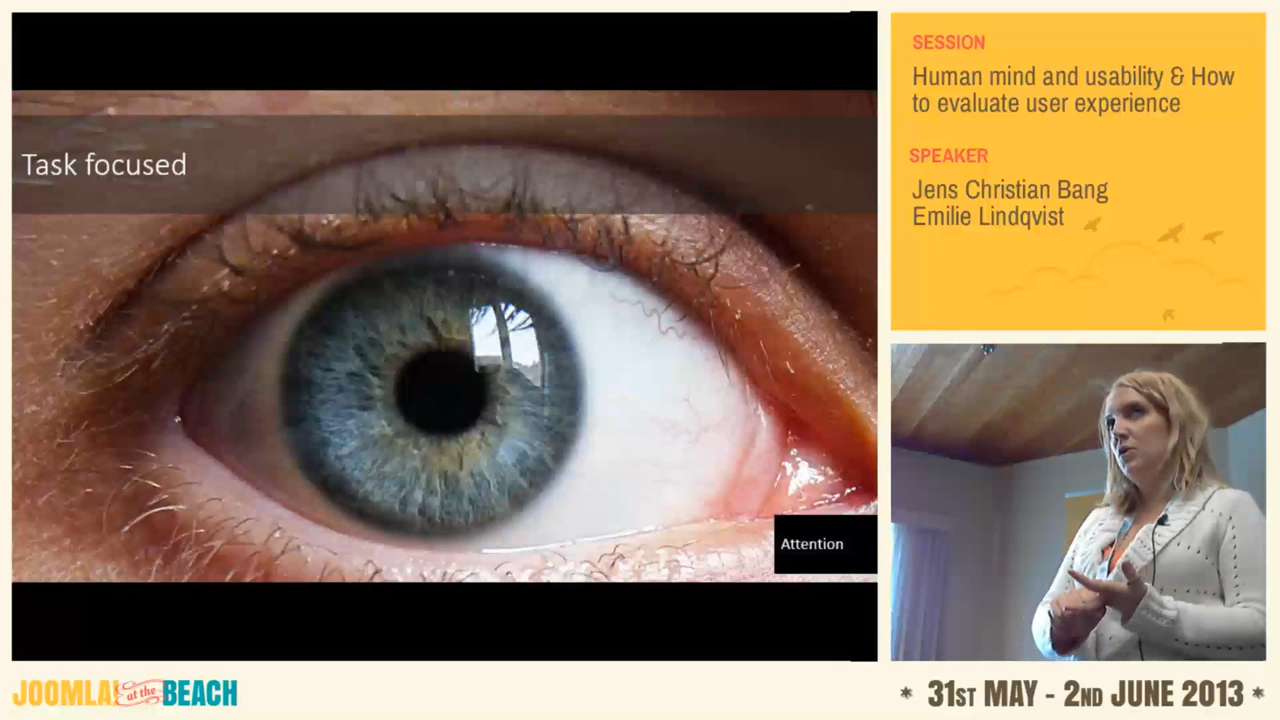 Task focused
Attention
SESSION
Human mind and usability & How
to evaluate user experience
SPEAKER
Jens Christian Bang
Emilie Lindqvist
JOOMLA! at the BEACH
* 31ST MAY - 2ND JUNE 2013 *